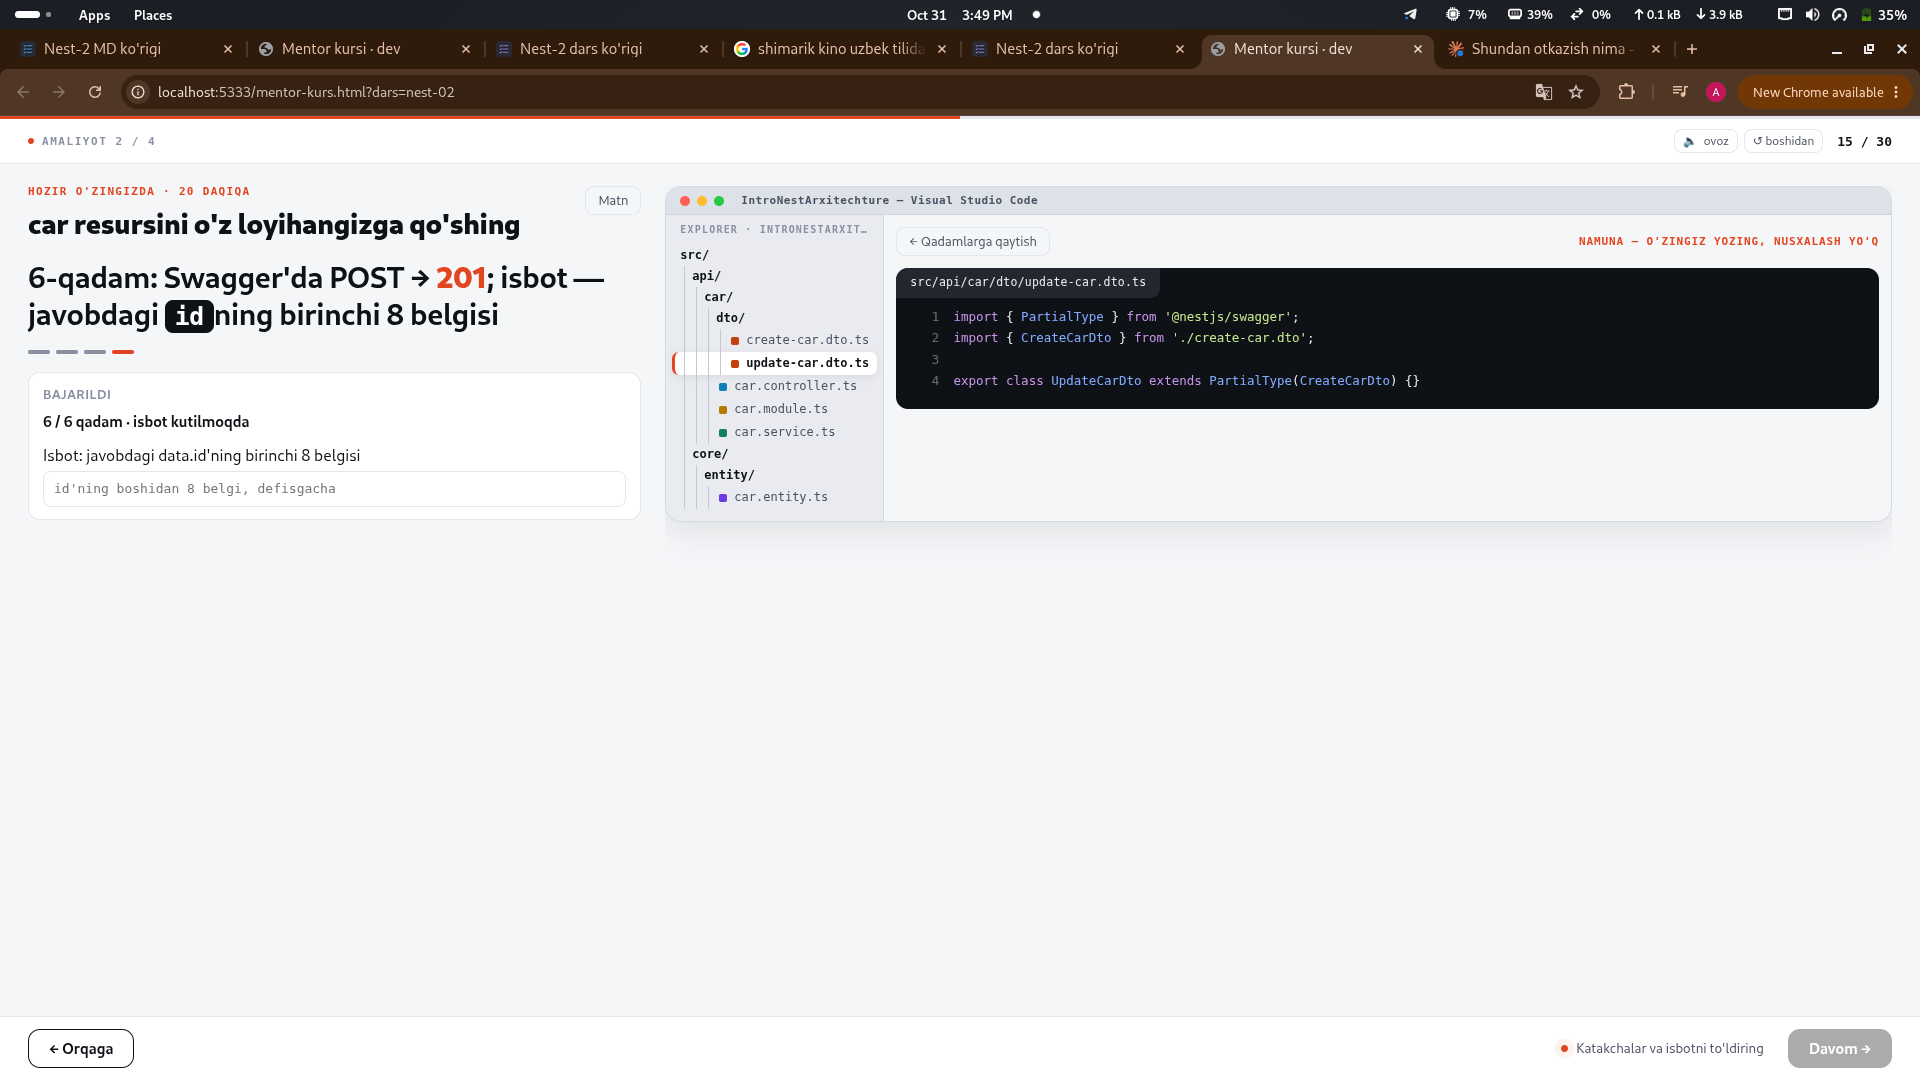 Apps Places Oct 31 3:49 PM 7% 39% 0% 0.1 kB 3.9 kB 35%
Nest-2 MD ko'rigi
Mentor kursi · dev
Nest-2 dars ko'rigi
shimarik kino uzbek tilida
Nest-2 dars ko'rigi
Mentor kursi · dev
Shundan otkazish nima -
localhost:5333/mentor-kurs.html?dars=nest-02
A
New Chrome available
AMALIYOT 2 / 4
ovoz
↺ boshidan
15 / 30
HOZIR O'ZINGIZDA · 20 DAQIQA
Matn
car resursini o'z loyihangizga qo'shing
6-qadam: Swagger'da POST → 201; isbot —
javobdagi id ning birinchi 8 belgisi
BAJARILDI
6 / 6 qadam · isbot kutilmoqda
Isbot: javobdagi data.id'ning birinchi 8 belgisi
id'ning boshidan 8 belgi, defisgacha
IntroNestArxitechture — Visual Studio Code
EXPLORER · INTRONESTARXIT…
src/
api/
car/
dto/
create-car.dto.ts
update-car.dto.ts
car.controller.ts
car.module.ts
car.service.ts
core/
entity/
car.entity.ts
← Qadamlarga qaytish
NAMUNA — O'ZINGIZ YOZING, NUSXALASH YO'Q
src/api/car/dto/update-car.dto.ts
1 import { PartialType } from '@nestjs/swagger';
2 import { CreateCarDto } from './create-car.dto';
3
4 export class UpdateCarDto extends PartialType(CreateCarDto) {}
← Orqaga
Katakchalar va isbotni to'ldiring
Davom →